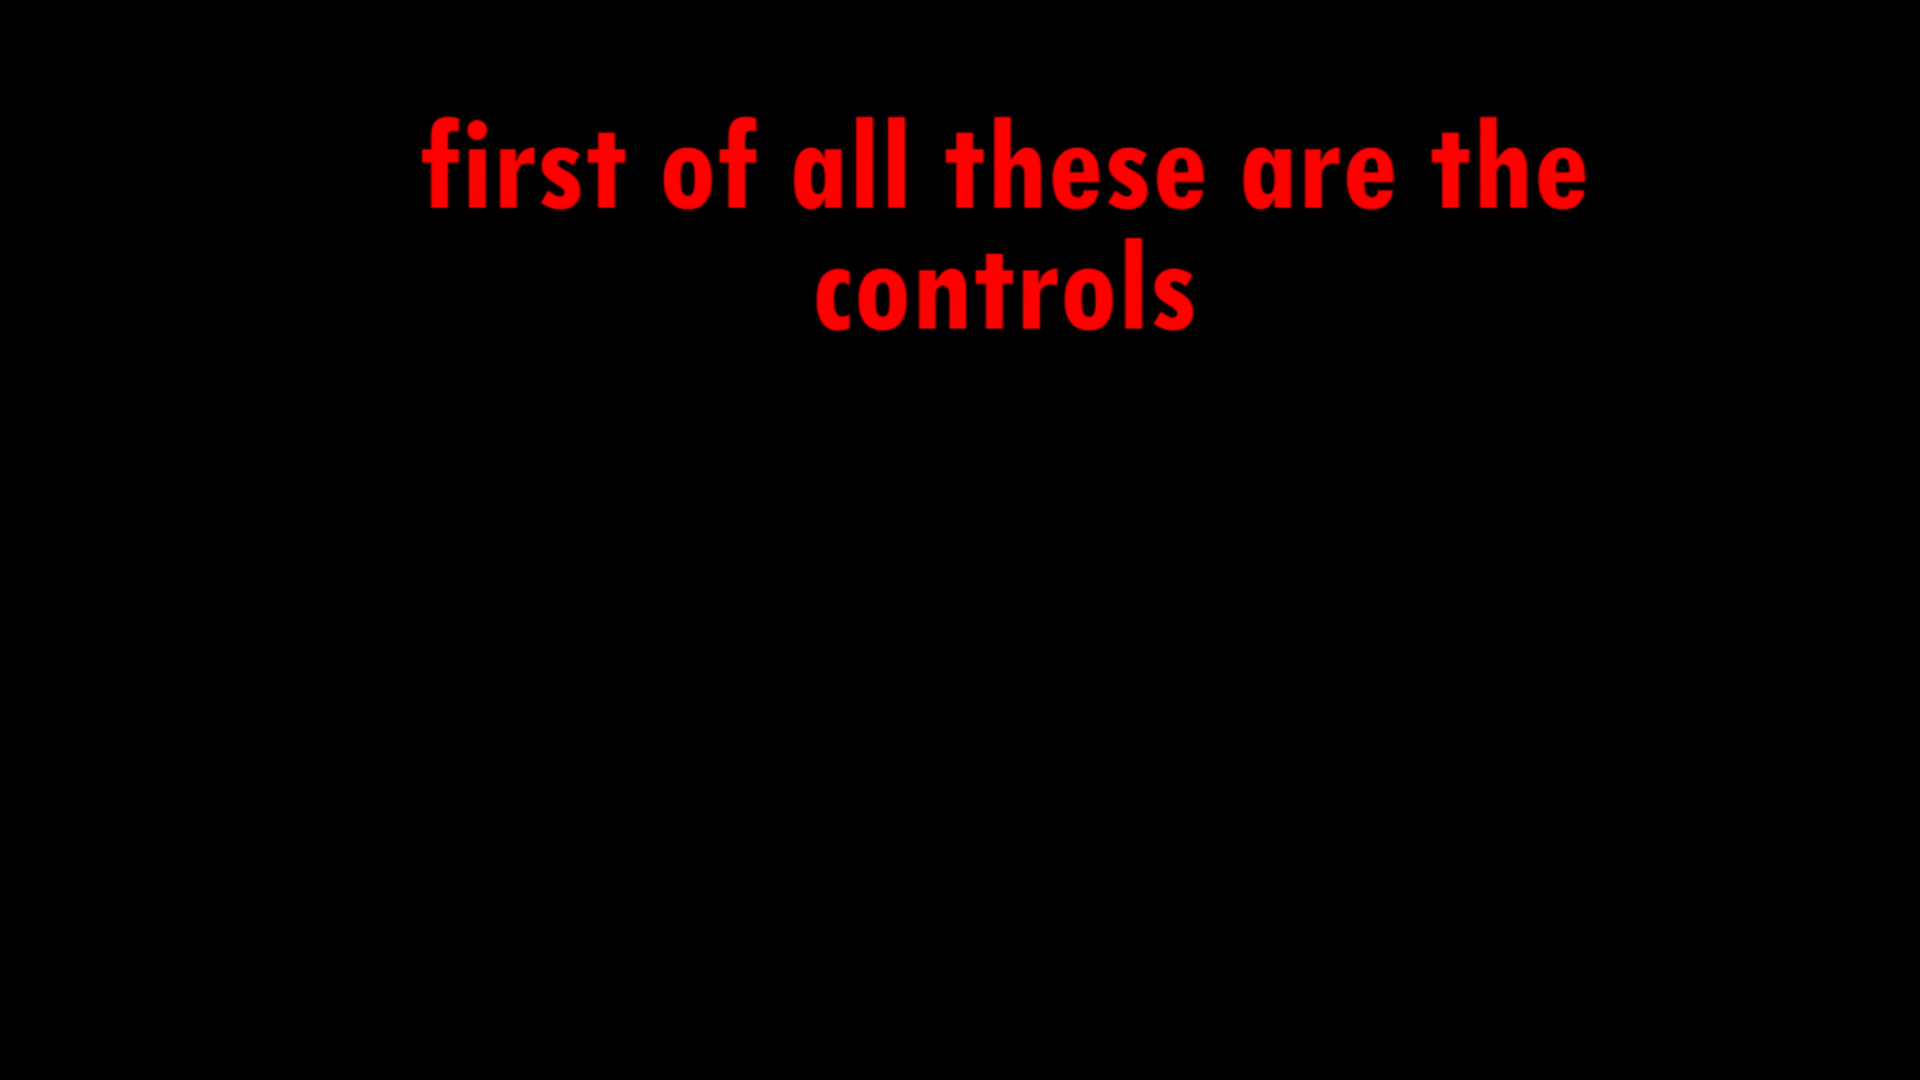 first of all these are the
controls